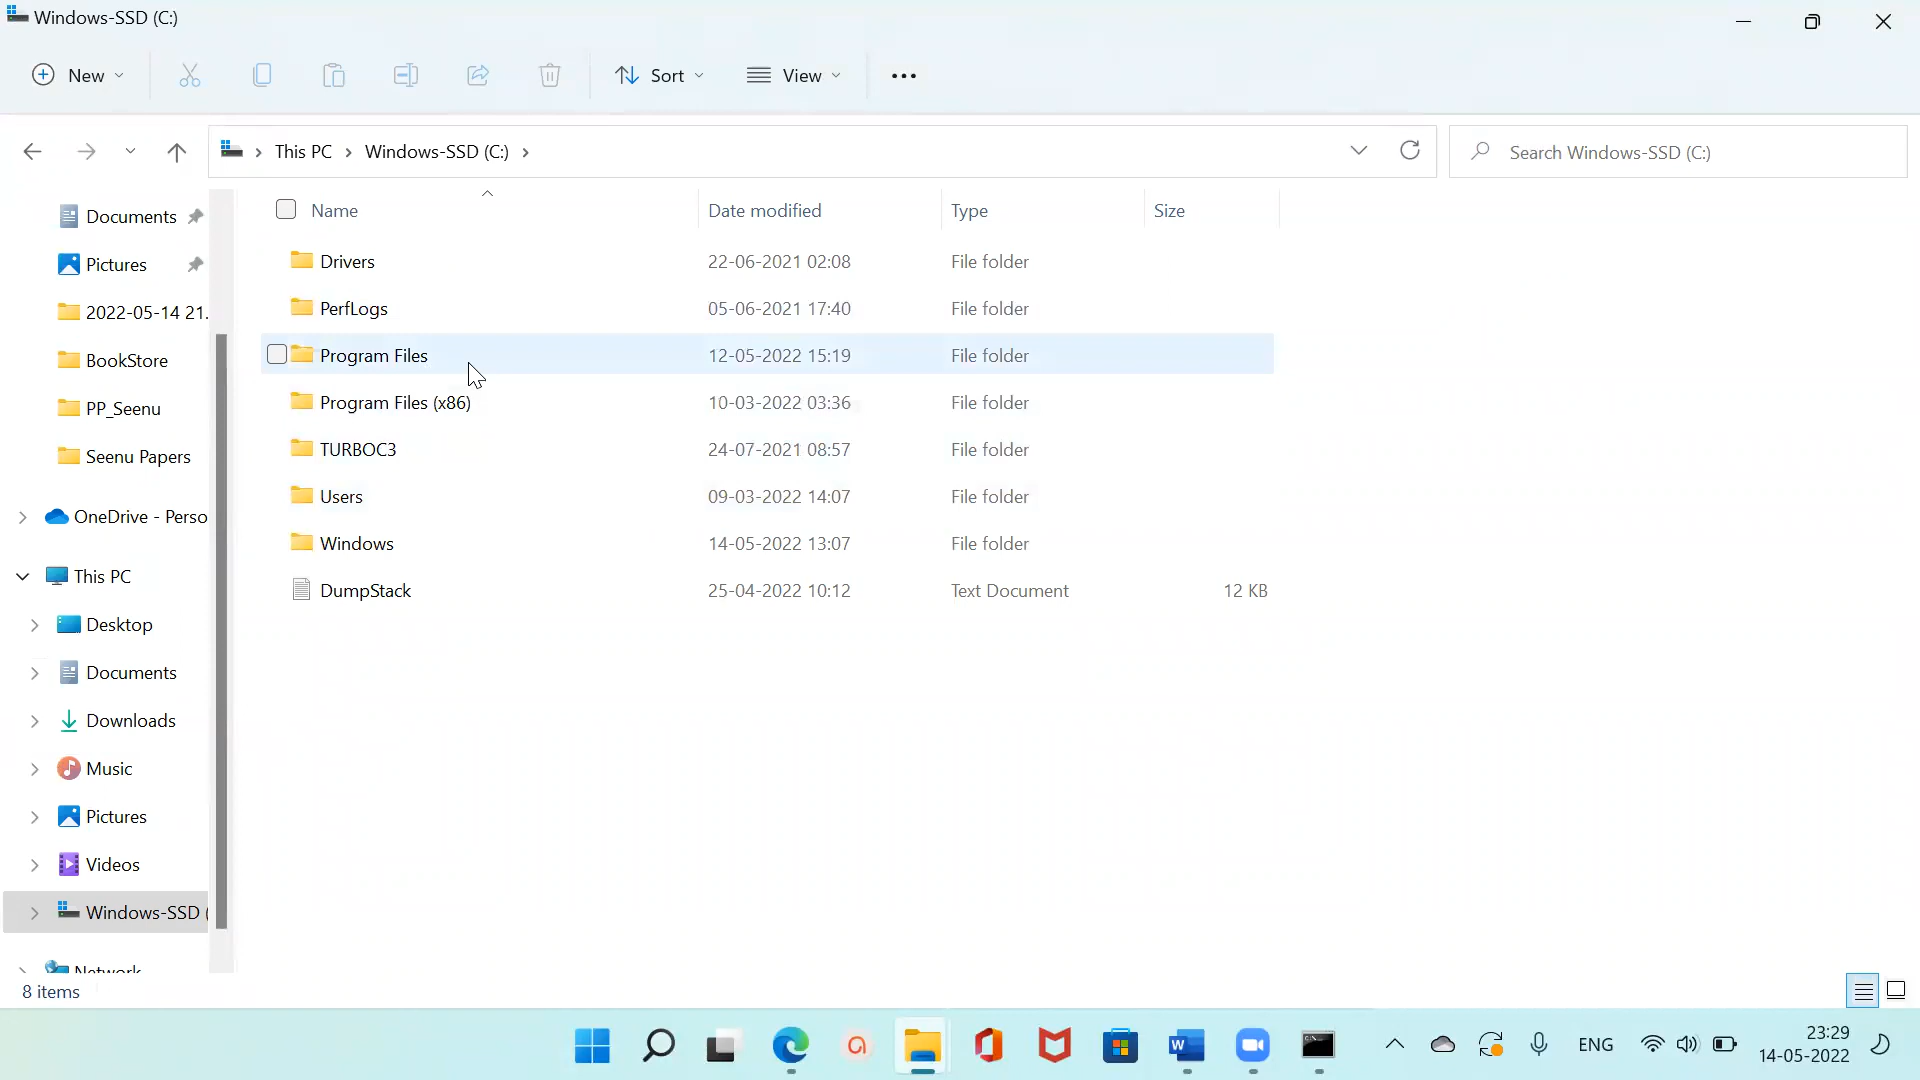 Windows-SSD (C:)
New
Sort
View
This PC
Windows-SSD (C:)
Search Windows-SSD (C:)
Name
Date modified
Type
Size
Drivers 22-06-2021 02:08 File folder
PerfLogs 05-06-2021 17:40 File folder
Program Files 12-05-2022 15:19 File folder
Program Files (x86) 10-03-2022 03:36 File folder
TURBOC3 24-07-2021 08:57 File folder
Users 09-03-2022 14:07 File folder
Windows 14-05-2022 13:07 File folder
DumpStack 25-04-2022 10:12 Text Document 12 KB
Documents
Pictures
2022-05-14 21.
BookStore
PP_Seenu
Seenu Papers
OneDrive - Perso
This PC
Desktop
Documents
Downloads
Music
Pictures
Videos
Windows-SSD (
Network
8 items
ENG
23:29
14-05-2022